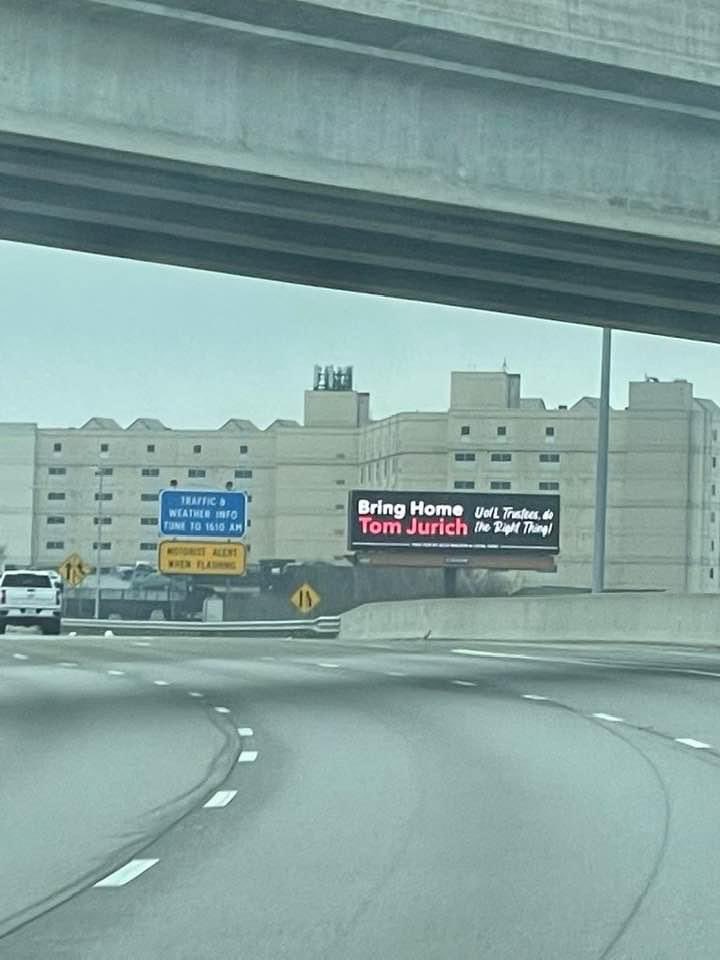 TRAFFIC &
WEATHER INFO
TUNE TO 1610 AM
MOTORIST ALERT
WHEN FLASHING
Bring Home
Tom Jurich
UofL Trustees, do
the Right Thing!